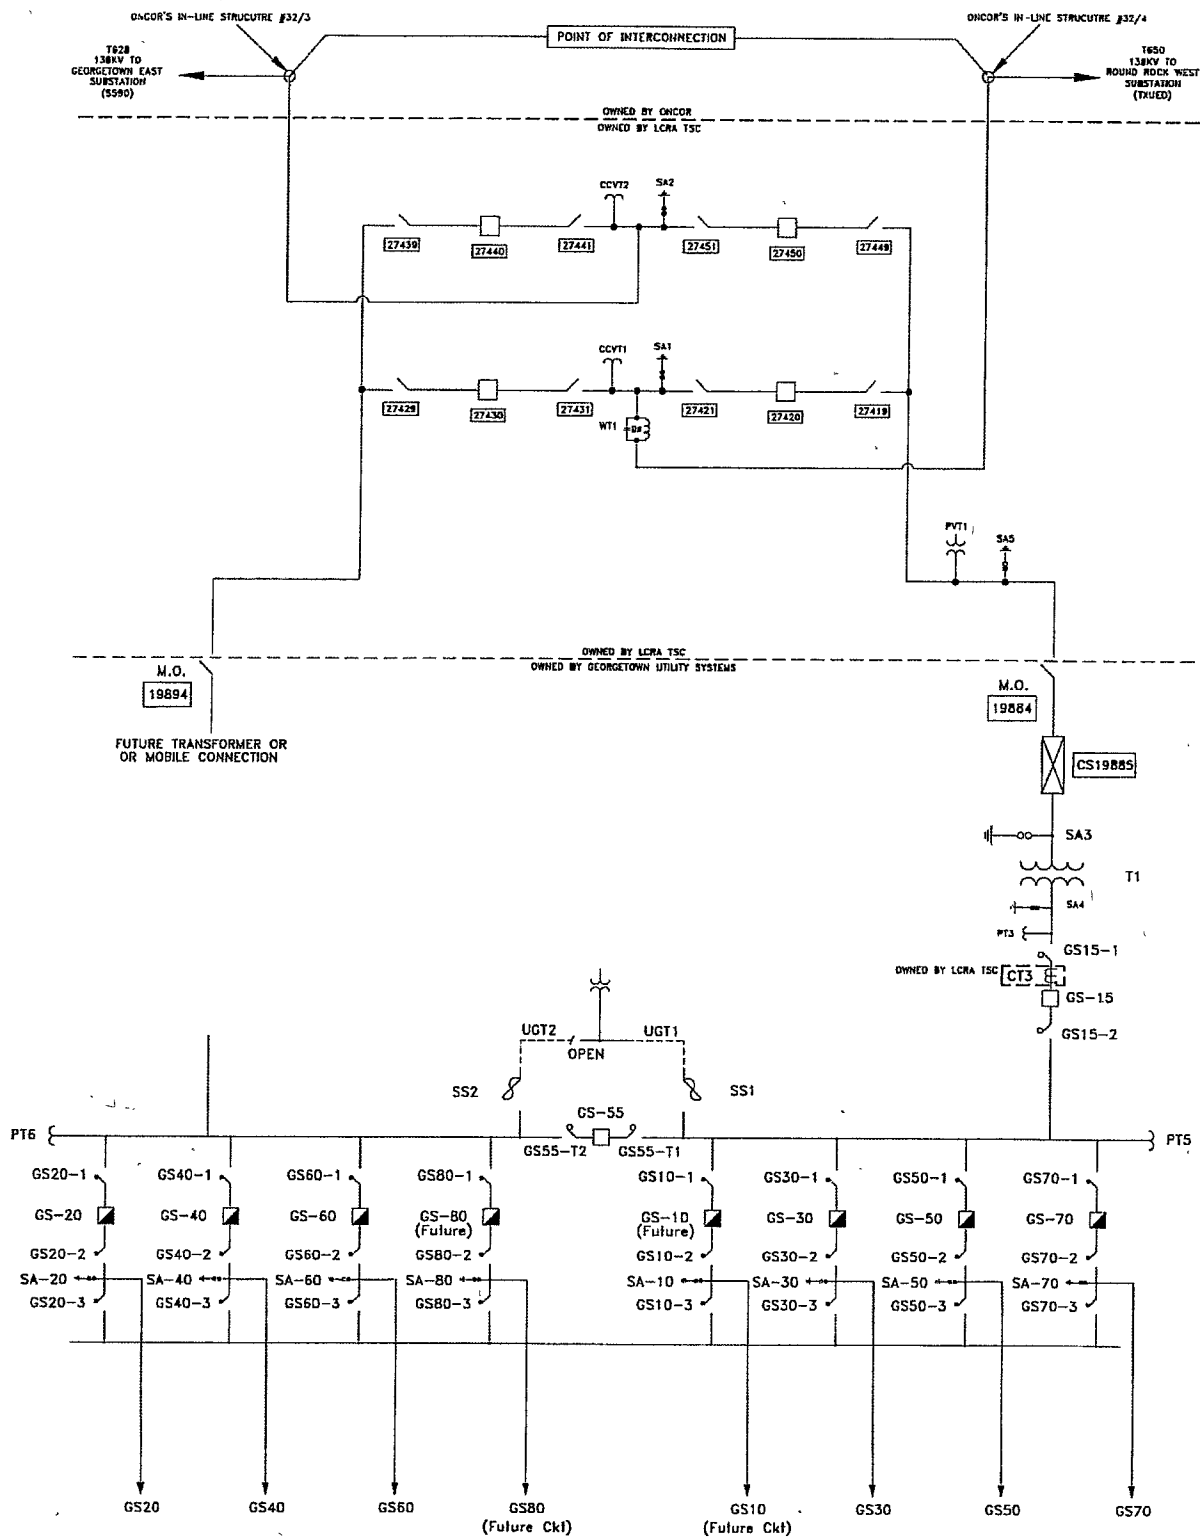 ONCOR'S IN-LINE STRUCUTRE #32/3
ONCOR'S IN-LINE STRUCUTRE #32/4
POINT OF INTERCONNECTION
T628
138KV TO
GEORGETOWN EAST
SUBSTATION
(S590)
T650
138KV TO
ROUND ROCK WEST
SUBSTATION
(TXUED)
OWNED BY ONCOR
OWNED BY LCRA TSC
CCVT2
SA2
27439
27440
27441
27451
27450
27449
CCVT1
SA1
27429
27430
27431
27421
27420
27419
WT1
PVT1
SA5
OWNED BY LCRA TSC
OWNED BY GEORGETOWN UTILITY SYSTEMS
M.O.
19894
M.O.
19884
FUTURE TRANSFORMER OR
OR MOBILE CONNECTION
CS19885
SA3
T1
SA4
PT3
GS15-1
OWNED BY LCRA TSC
CT3
GS-15
GS15-2
UGT2
UGT1
OPEN
SS2
SS1
GS-55
GS55-T2
GS55-T1
PT6
PT5
GS20-1
GS40-1
GS60-1
GS80-1
GS10-1
GS30-1
GS50-1
GS70-1
GS-20
GS-40
GS-60
GS-80
(Future)
GS-10
(Future)
GS-30
GS-50
GS-70
GS20-2
GS40-2
GS60-2
GS80-2
GS10-2
GS30-2
GS50-2
GS70-2
SA-20
SA-40
SA-60
SA-80
SA-10
SA-30
SA-50
SA-70
GS20-3
GS40-3
GS60-3
GS80-3
GS10-3
GS30-3
GS50-3
GS70-3
GS20
GS40
GS60
GS80
(Future Ckt)
GS10
(Future Ckt)
GS30
GS50
GS70